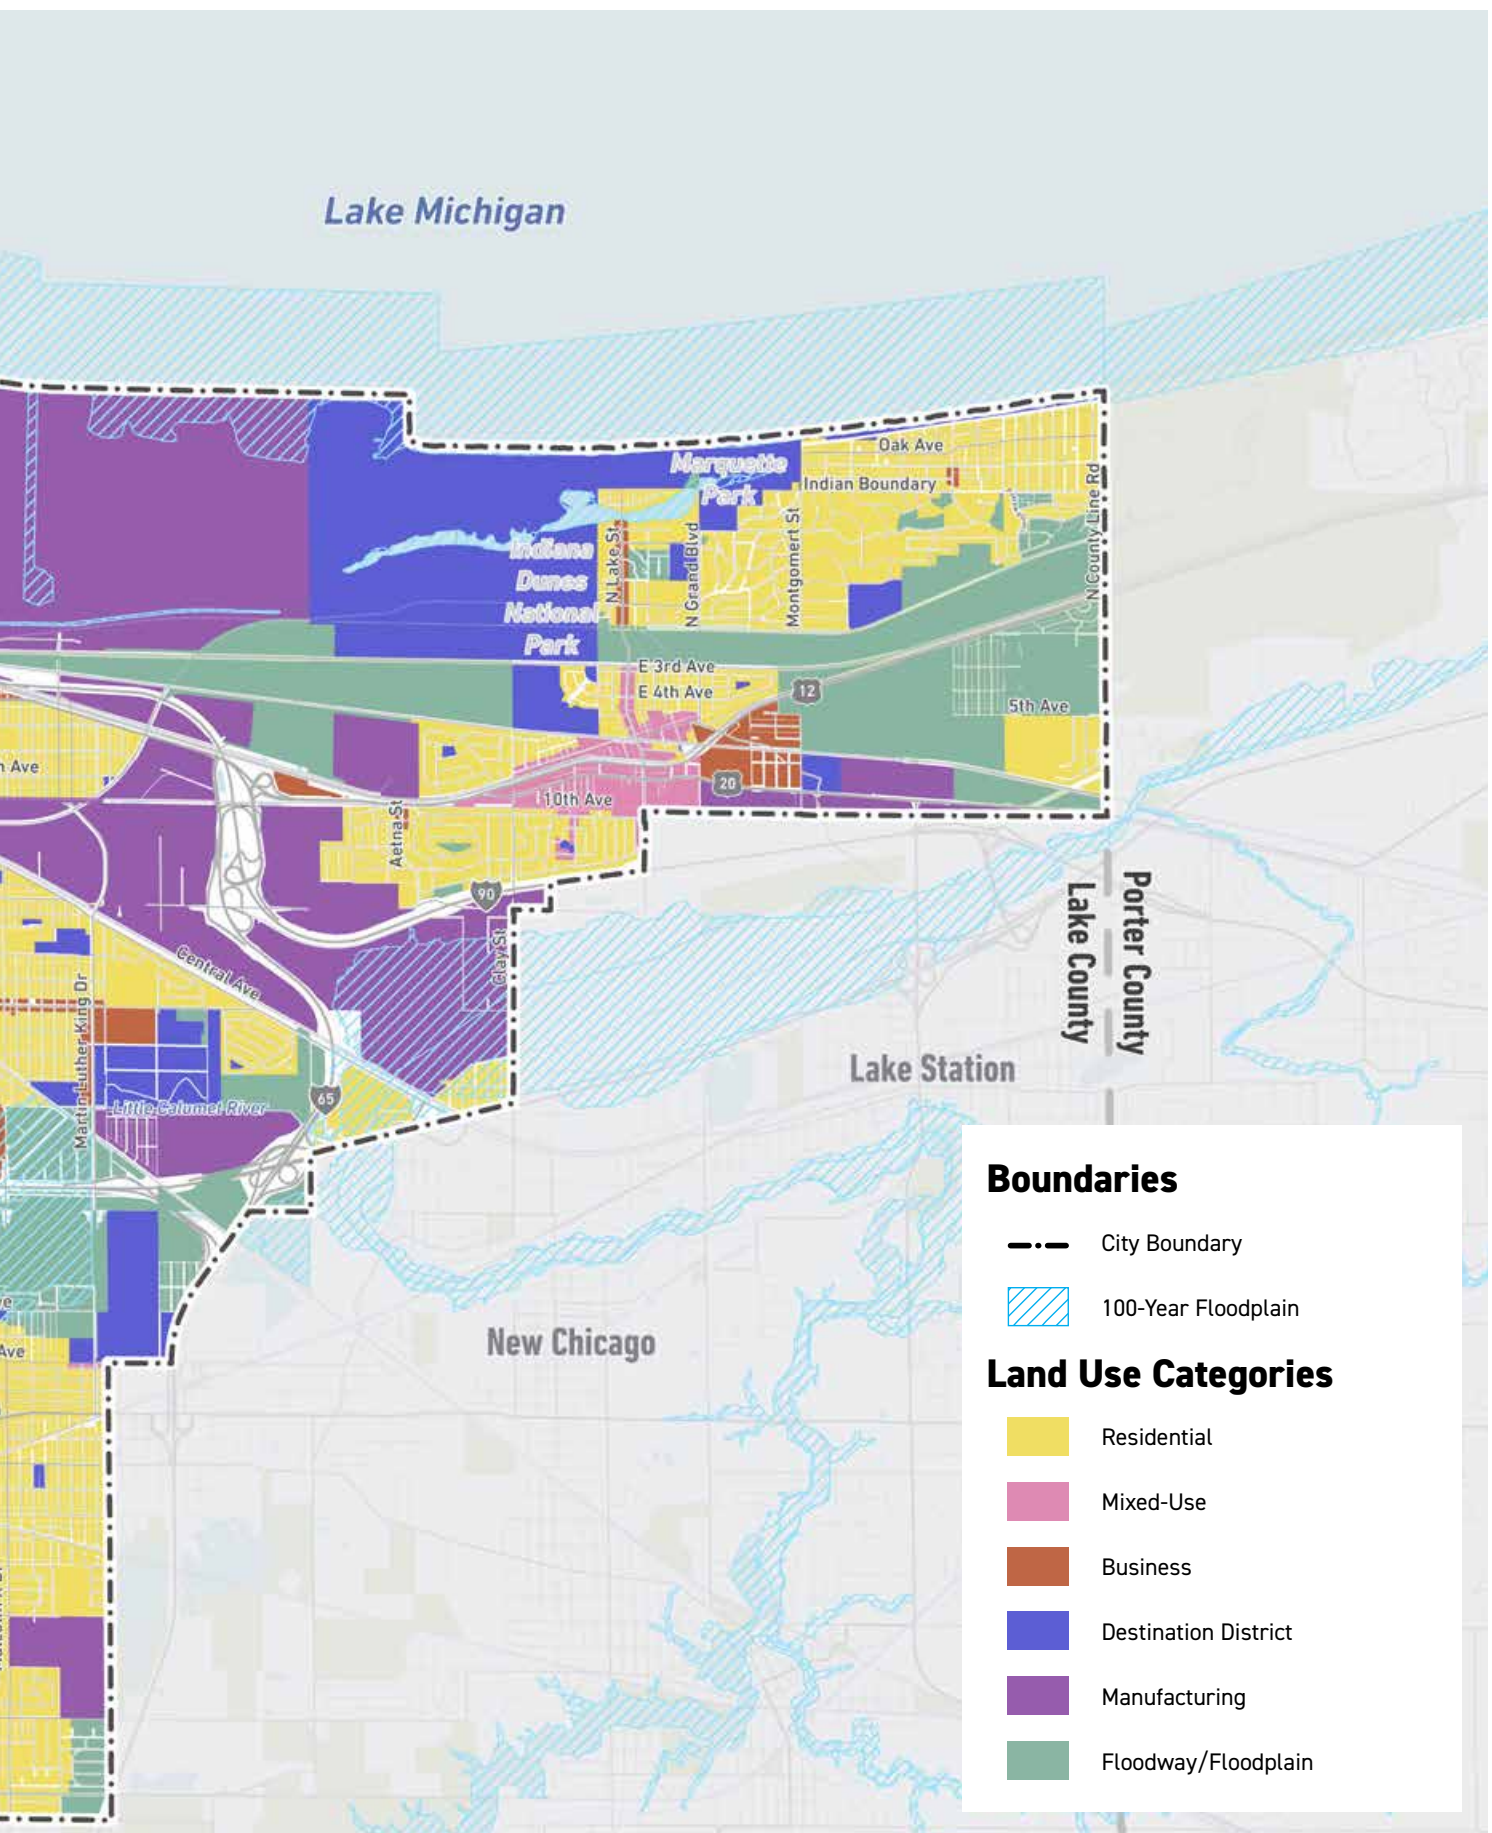 Lake Michigan
Oak Ave
Marquette
Park
Indian Boundary
N County Line Rd
N Lake St
N Grand Blvd
Montgomert St
Indiana
Dunes
National
Park
E 3rd Ave
E 4th Ave
12
5th Ave
Ave
20
10th Ave
Aetna St
90
Clay St
Central Ave
Martin Luther King Dr
Porter County
Lake County
Lake Station
65
Little Calumet River
New Chicago
Ave
Boundaries
City Boundary
100-Year Floodplain
Land Use Categories
Residential
Mixed-Use
Business
Destination District
Manufacturing
Floodway/Floodplain